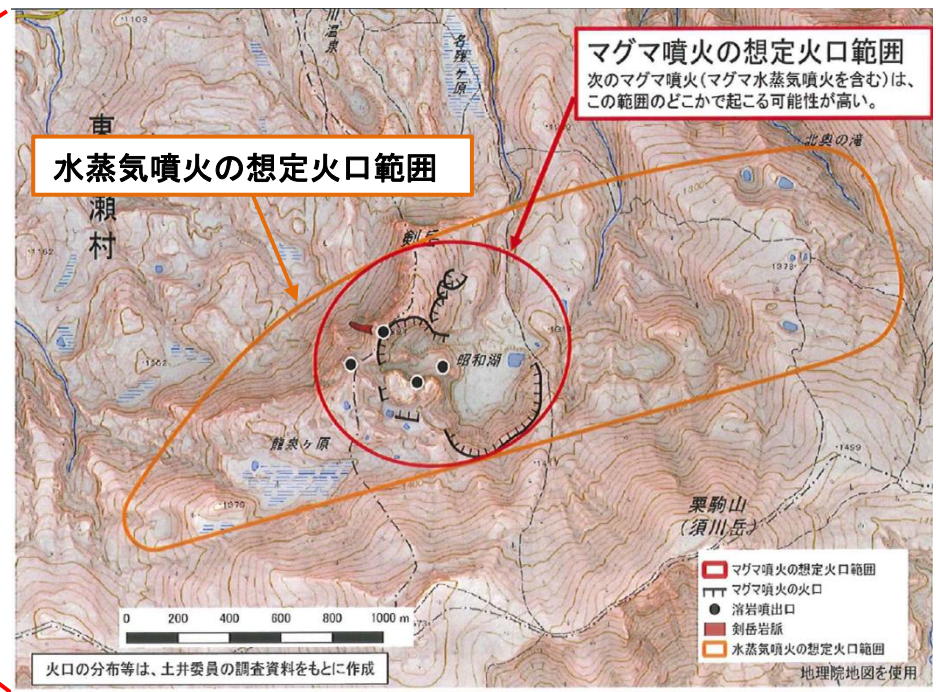 ・1103
川温泉
名残ヶ原
マグマ噴火の想定火口範囲
次のマグマ噴火(マグマ水蒸気噴火を含む)は、
この範囲のどこかで起こる可能性が高い。
東
瀬村
水蒸気噴火の想定火口範囲
北奥の滝
1300
剣岳
・1162
1378
昭和湖
龍泉ヶ原
・1499
栗駒山
(須川岳)
マグマ噴火の想定火口範囲
マグマ噴火の火口
溶岩噴出口
剣岳岩脈
水蒸気噴火の想定火口範囲
0 200 400 600 800 1000 m
火口の分布等は、土井委員の調査資料をもとに作成
地理院地図を使用